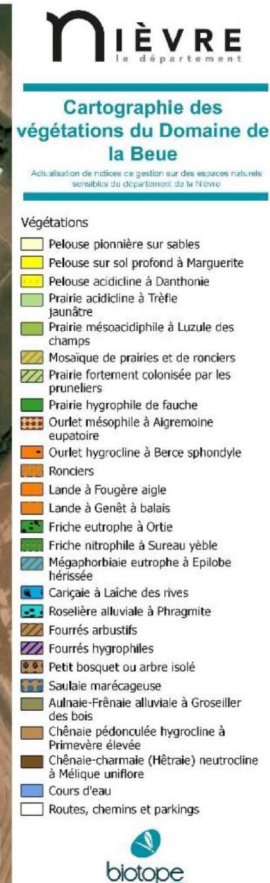 NIÈVRE
le département
Cartographie des
végétations du Domaine de
la Beue
Actualisation de notices de gestion sur des espaces naturels
sensibles du département de la Nièvre
Végétations
Pelouse pionnière sur sables
Pelouse sur sol profond à Marguerite
Pelouse acidicline à Danthonie
Prairie acidicline à Trèfle
jaunâtre
Prairie mésoacidiphile à Luzule des
champs
Mosaïque de prairies et de ronciers
Prairie fortement colonisée par les
pruneliers
Prairie hygrophile de fauche
Ourlet mésophile à Aigremoine
eupatoire
Ourlet hygrocline à Berce sphondyle
Ronciers
Lande à Fougère aigle
Lande à Genêt à balais
Friche eutrophe à Ortie
Friche nitrophile à Sureau yèble
Mégaphorbiaie eutrophe à Epilobe
hérissée
Cariçaie à Laîche des rives
Roselière alluviale à Phragmite
Fourrés arbustifs
Fourrés hygrophiles
Petit bosquet ou arbre isolé
Saulaie marécageuse
Aulnaie-Frênaie alluviale à Groseiller
des bois
Chênaie pédonculée hygrocline à
Primevère élevée
Chênaie-charmaie (Hêtraie) neutrocline
à Mélique uniflore
Cours d'eau
Routes, chemins et parkings
biotope